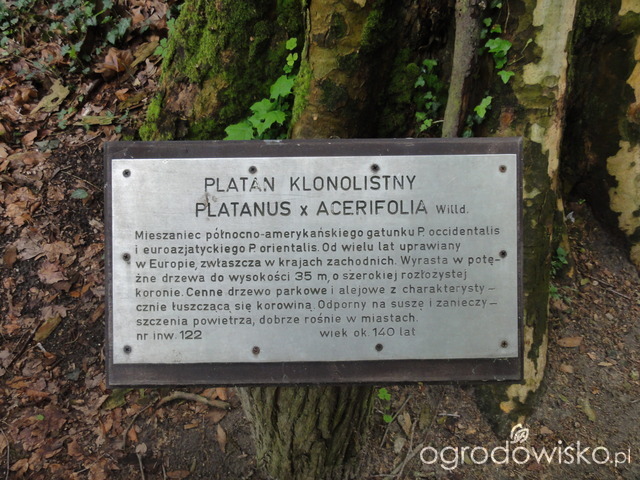 PLATAN KLONOLISTNY
PLATANUS x ACERIFOLIA Willd.
Mieszaniec północno-amerykańskiego gatunku P. occidentalis
i euroazjatyckiego P. orientalis. Od wielu lat uprawiany
w Europie, zwłaszcza w krajach zachodnich. Wyrasta w potę-
żne drzewa do wysokości 35 m, o szerokiej rozłożystej
koronie. Cenne drzewo parkowe i alejowe z charakterysty-
cznie łuszczącą się korowiną. Odporny na suszę i zanieczy-
szczenia powietrza, dobrze rośnie w miastach.
nr inw. 122 wiek ok. 140 lat
ogrodowisko.pl